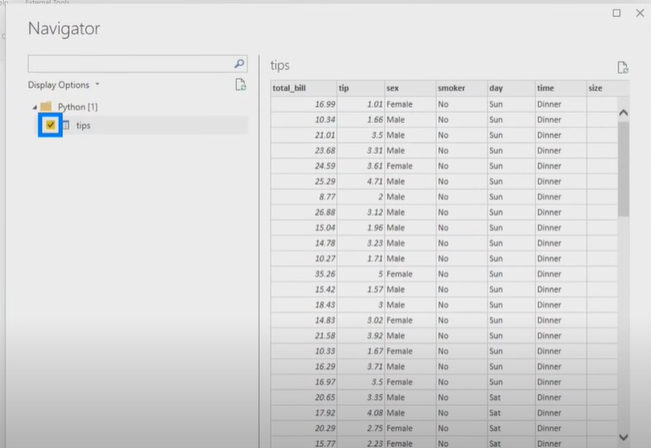 External Tools
Navigator
Display Options
Python [1]
tips
tips
total_bill tip sex smoker day time size
16.99 1.01 Female No Sun Dinner
10.34 1.66 Male No Sun Dinner
21.01 3.5 Male No Sun Dinner
23.68 3.31 Male No Sun Dinner
24.59 3.61 Female No Sun Dinner
25.29 4.71 Male No Sun Dinner
8.77 2 Male No Sun Dinner
26.88 3.12 Male No Sun Dinner
15.04 1.96 Male No Sun Dinner
14.78 3.23 Male No Sun Dinner
10.27 1.71 Male No Sun Dinner
35.26 5 Female No Sun Dinner
15.42 1.57 Male No Sun Dinner
18.43 3 Male No Sun Dinner
14.83 3.02 Female No Sun Dinner
21.58 3.92 Male No Sun Dinner
10.33 1.67 Female No Sun Dinner
16.29 3.71 Male No Sun Dinner
16.97 3.5 Female No Sun Dinner
20.65 3.35 Male No Sat Dinner
17.92 4.08 Male No Sat Dinner
20.29 2.75 Female No Sat Dinner
15.77 2.23 Female No Sat Dinner